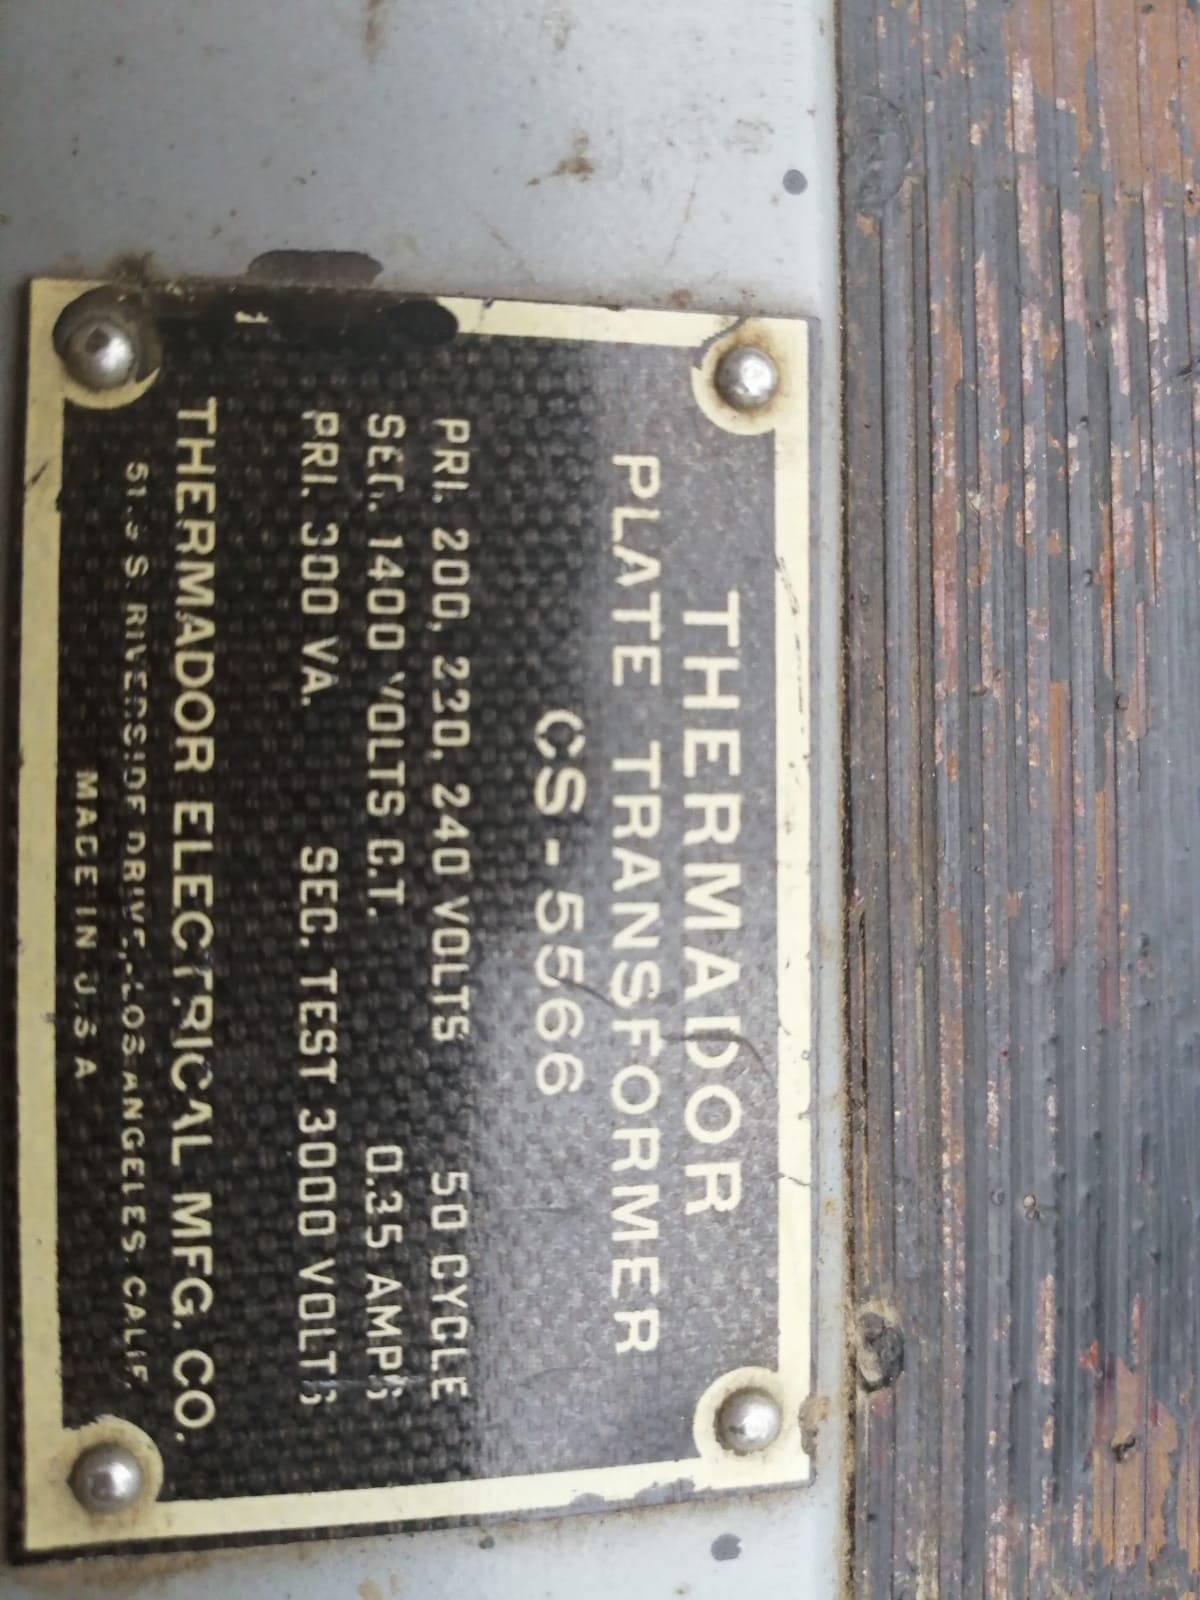 THERMADOR
PLATE TRANSFORMER
CS-5566
PRI. 200, 220, 240 VOLTS 50 CYCLE
SEC. 1400 VOLTS C.T. 0.35 AMPS
PRI. 300 VA. SEC. TEST 3000 VOLTS
THERMADOR ELECTRICAL MFG. CO.
S. RIVERSIDE DRIVE,-LOS ANGELES CALIF.
MADE IN U.S.A